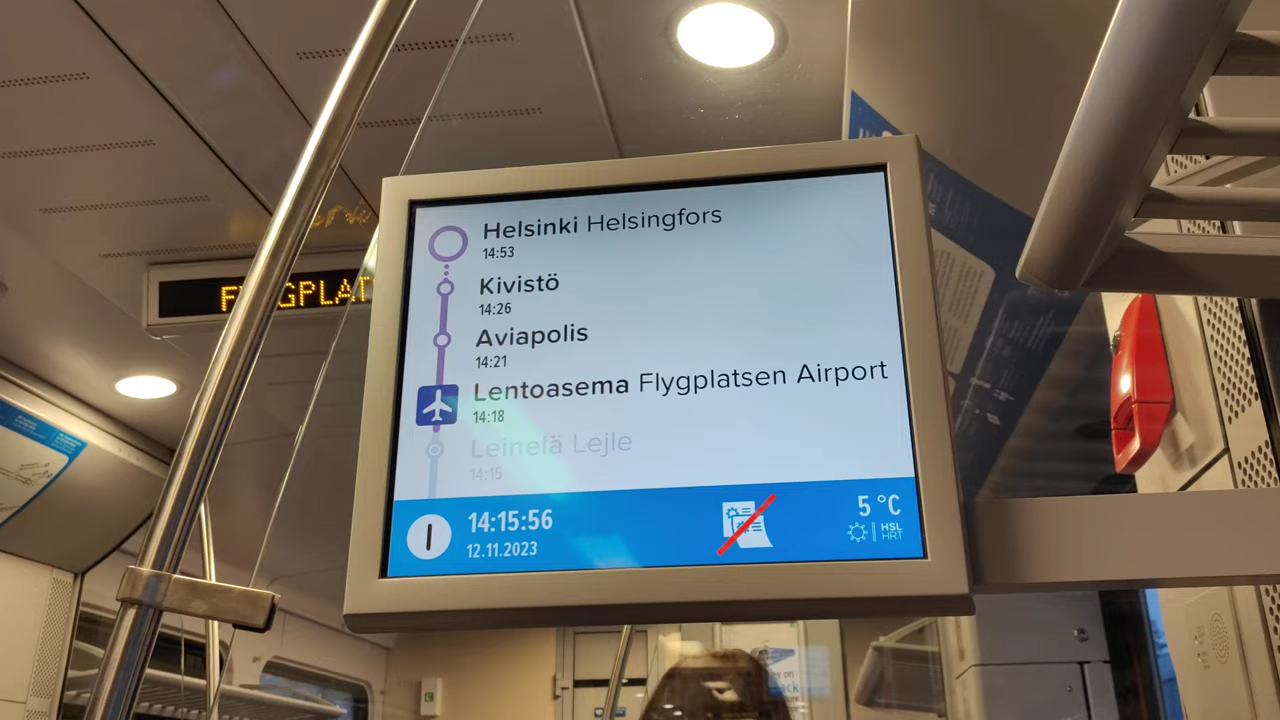 Helsinki Helsingfors
14:53
Kivistö
14:26
Aviapolis
14:21
Lentoasema Flygplatsen Airport
14:18
Leinelä Lejle
14:15
I 14:15:56
12.11.2023
5 °C
HSL
HRT